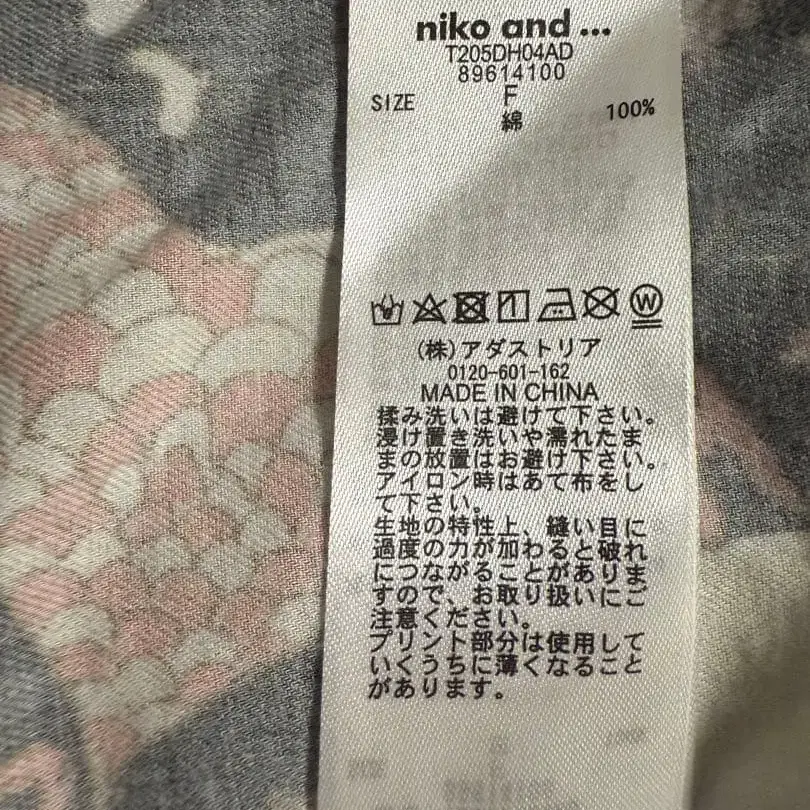 niko and ...
T205DH04AD
89614100
SIZE F
綿 100%
W
(株)アダストリア
0120-601-162
MADE IN CHINA
揉み洗いは避けて下さい。
浸け置き洗いや濡れたま
まの放置はお避け下さい。
アイロン時はあて布をし
て下さい。
生地の特性上、縫い目に
過度の力が加わると破れ
につながることがありま
すので、お取り扱いにご
注意ください。
プリント部分は使用して
いくうちに薄くなること
があります。